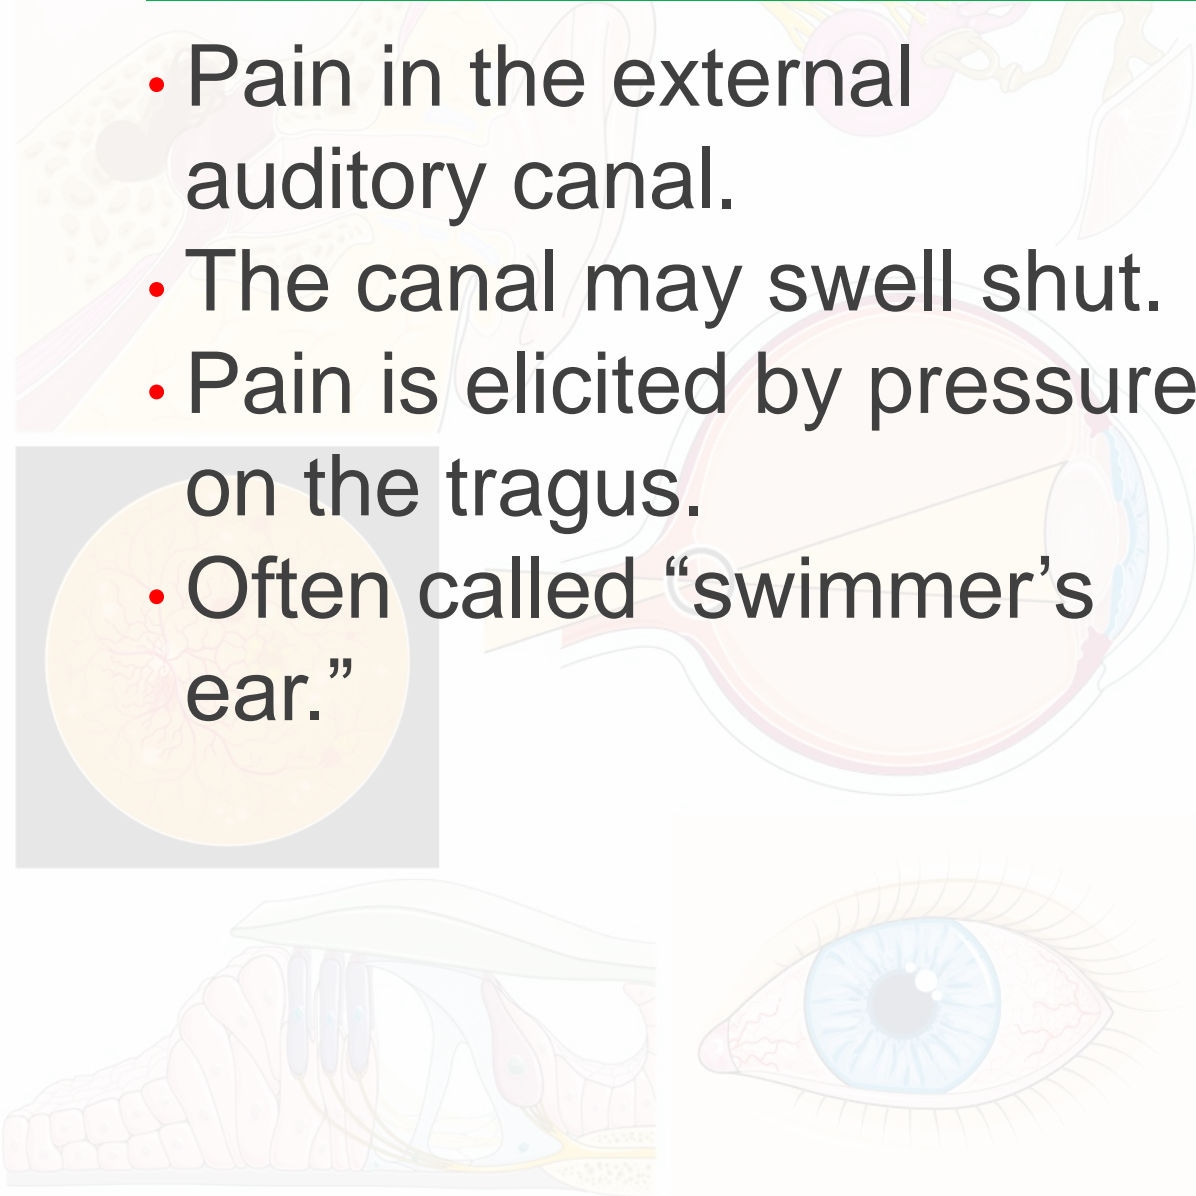 • Pain in the external
auditory canal.
• The canal may swell shut.
• Pain is elicited by pressure
on the tragus.
• Often called “swimmer’s
ear.”